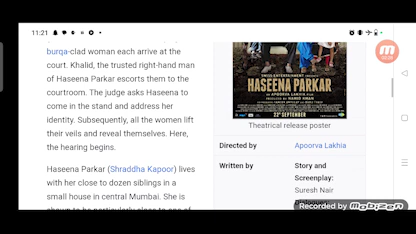 11:21
burqa-clad woman each arrive at the
court. Khalid, the trusted right-hand man
of Haseena Parkar escorts them to the
courtroom. The judge asks Haseena to
come in the stand and address her
identity. Subsequently, all the women lift
their veils and reveal themselves. Here,
the hearing begins.
Haseena Parkar (Shraddha Kapoor) lives
with her close to dozen siblings in a
small house in central Mumbai. She is
HASEENA PARKAR
APOORVA LAKHIA
22nd SEPTEMBER
Theatrical release poster
Directed by
Apoorva Lakhia
Written by
Story and
Screenplay:
Suresh Nair
Recorded by MOBIZEN